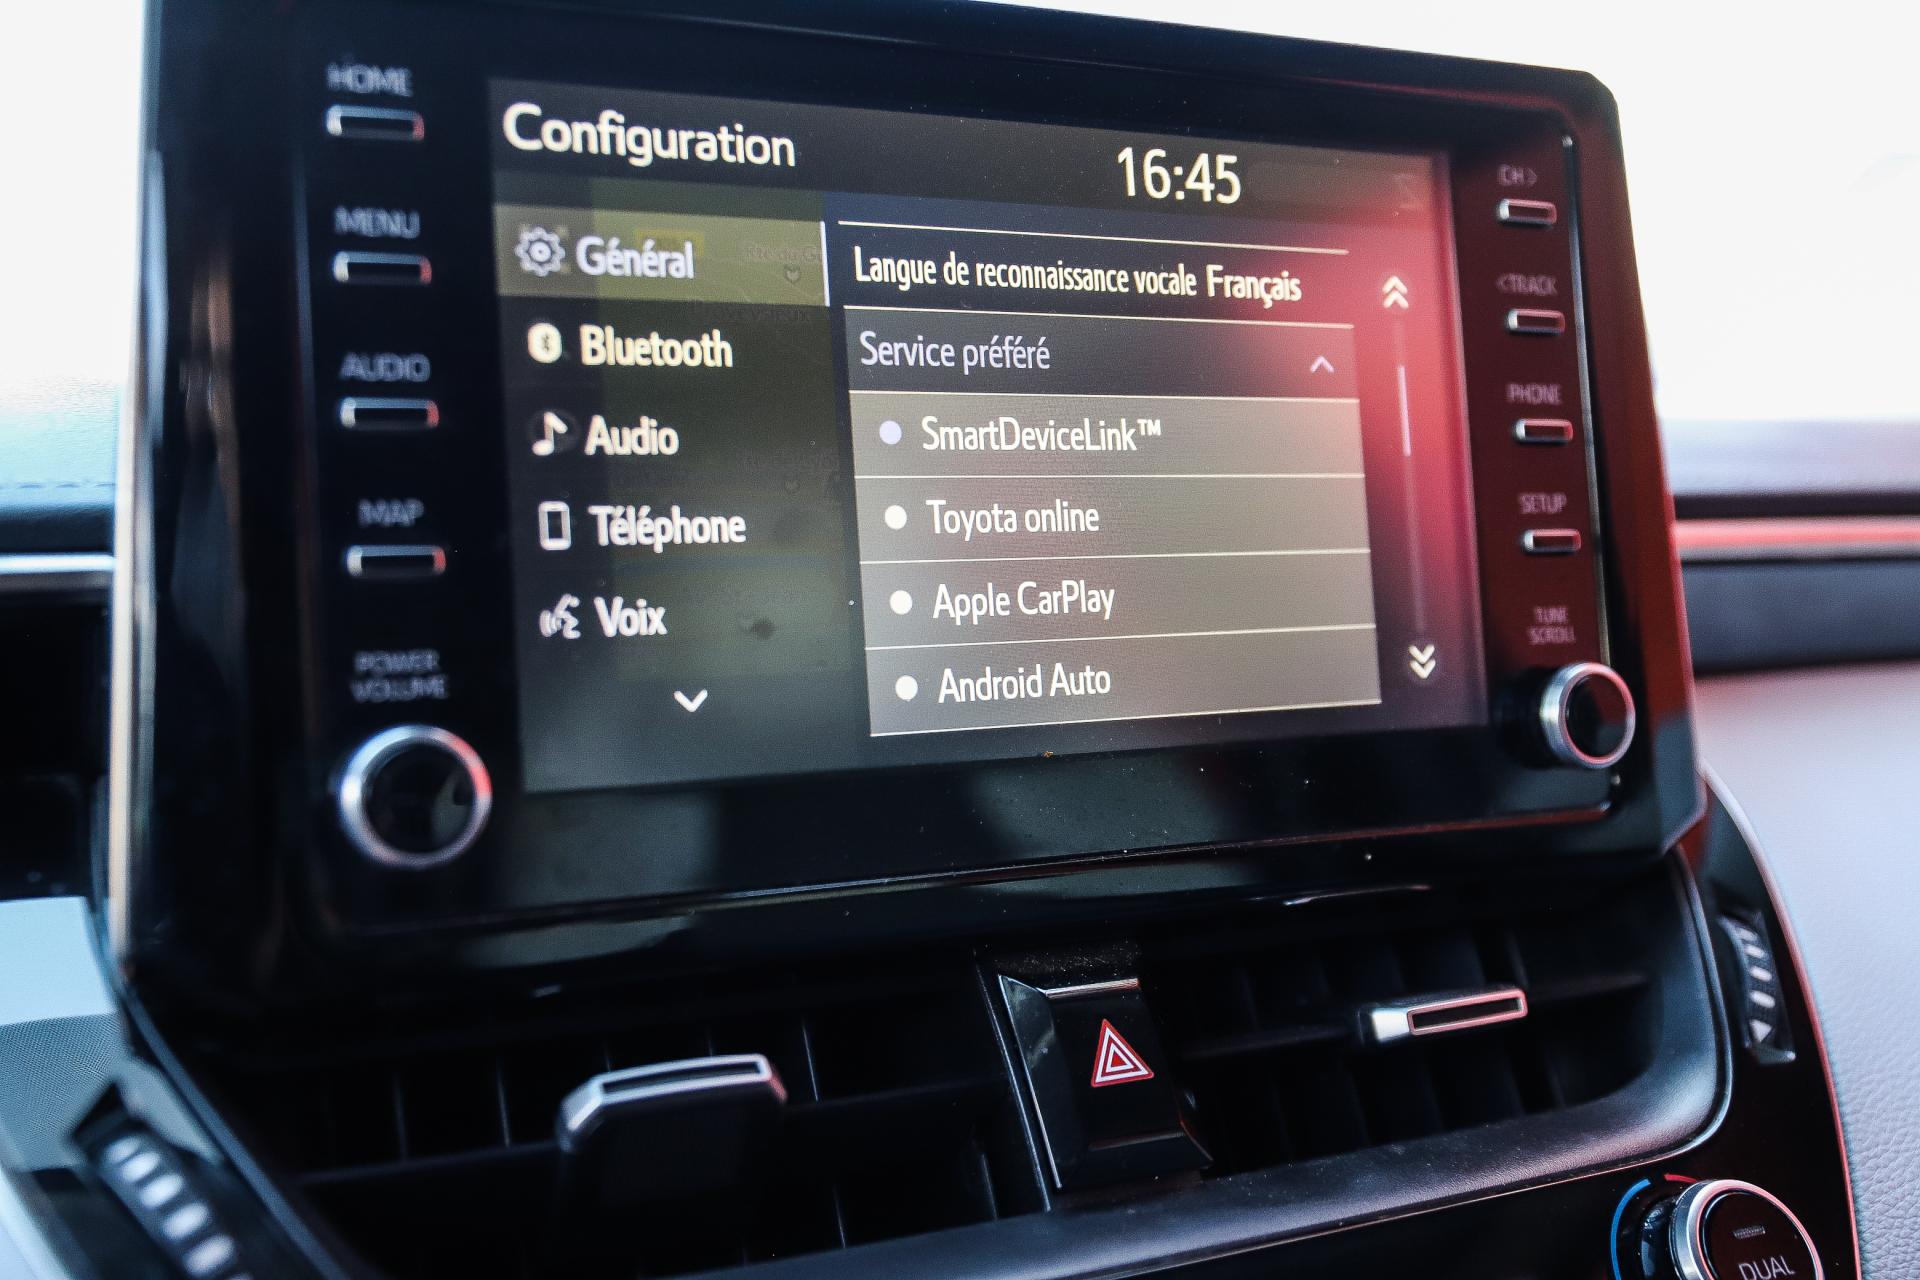 HOME
MENU
AUDIO
MAP
POWER
VOLUME
Configuration
16:45
Général
Bluetooth
Audio
Téléphone
Voix
Langue de reconnaissance vocale Français
Service préféré
SmartDeviceLink™
Toyota online
Apple CarPlay
Android Auto
CH >
< TRACK
PHONE
SETUP
TUNE
SCROLL
DUAL